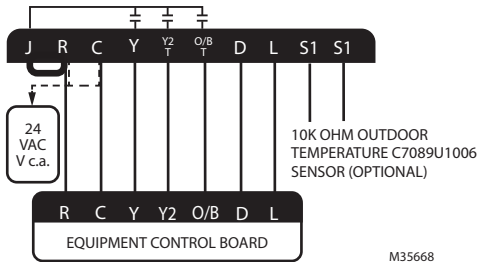 J R C Y Y2 T O/B T D L S1 S1
24
VAC
V c.a.
10K OHM OUTDOOR
TEMPERATURE C7089U1006
SENSOR (OPTIONAL)
R C Y Y2 O/B D L
EQUIPMENT CONTROL BOARD
M35668